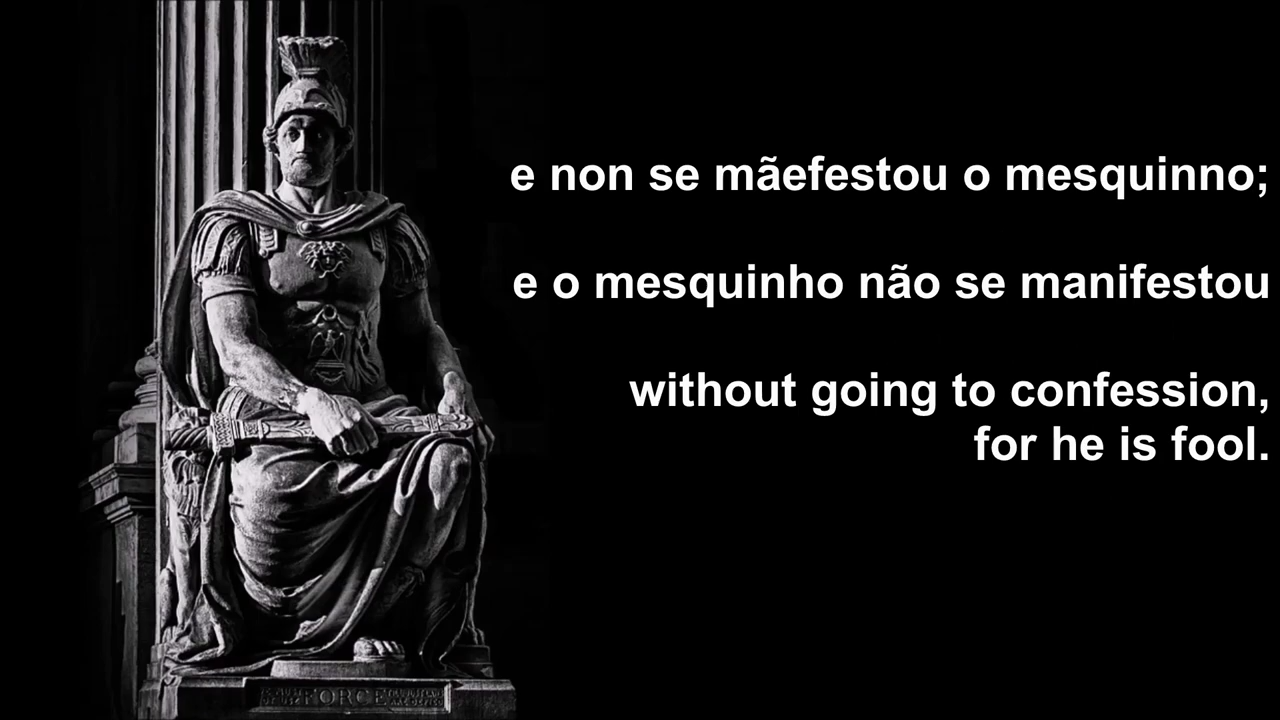 e non se mãefestou o mesquinno;
e o mesquinho não se manifestou
without going to confession,
for he is fool.
FORCE